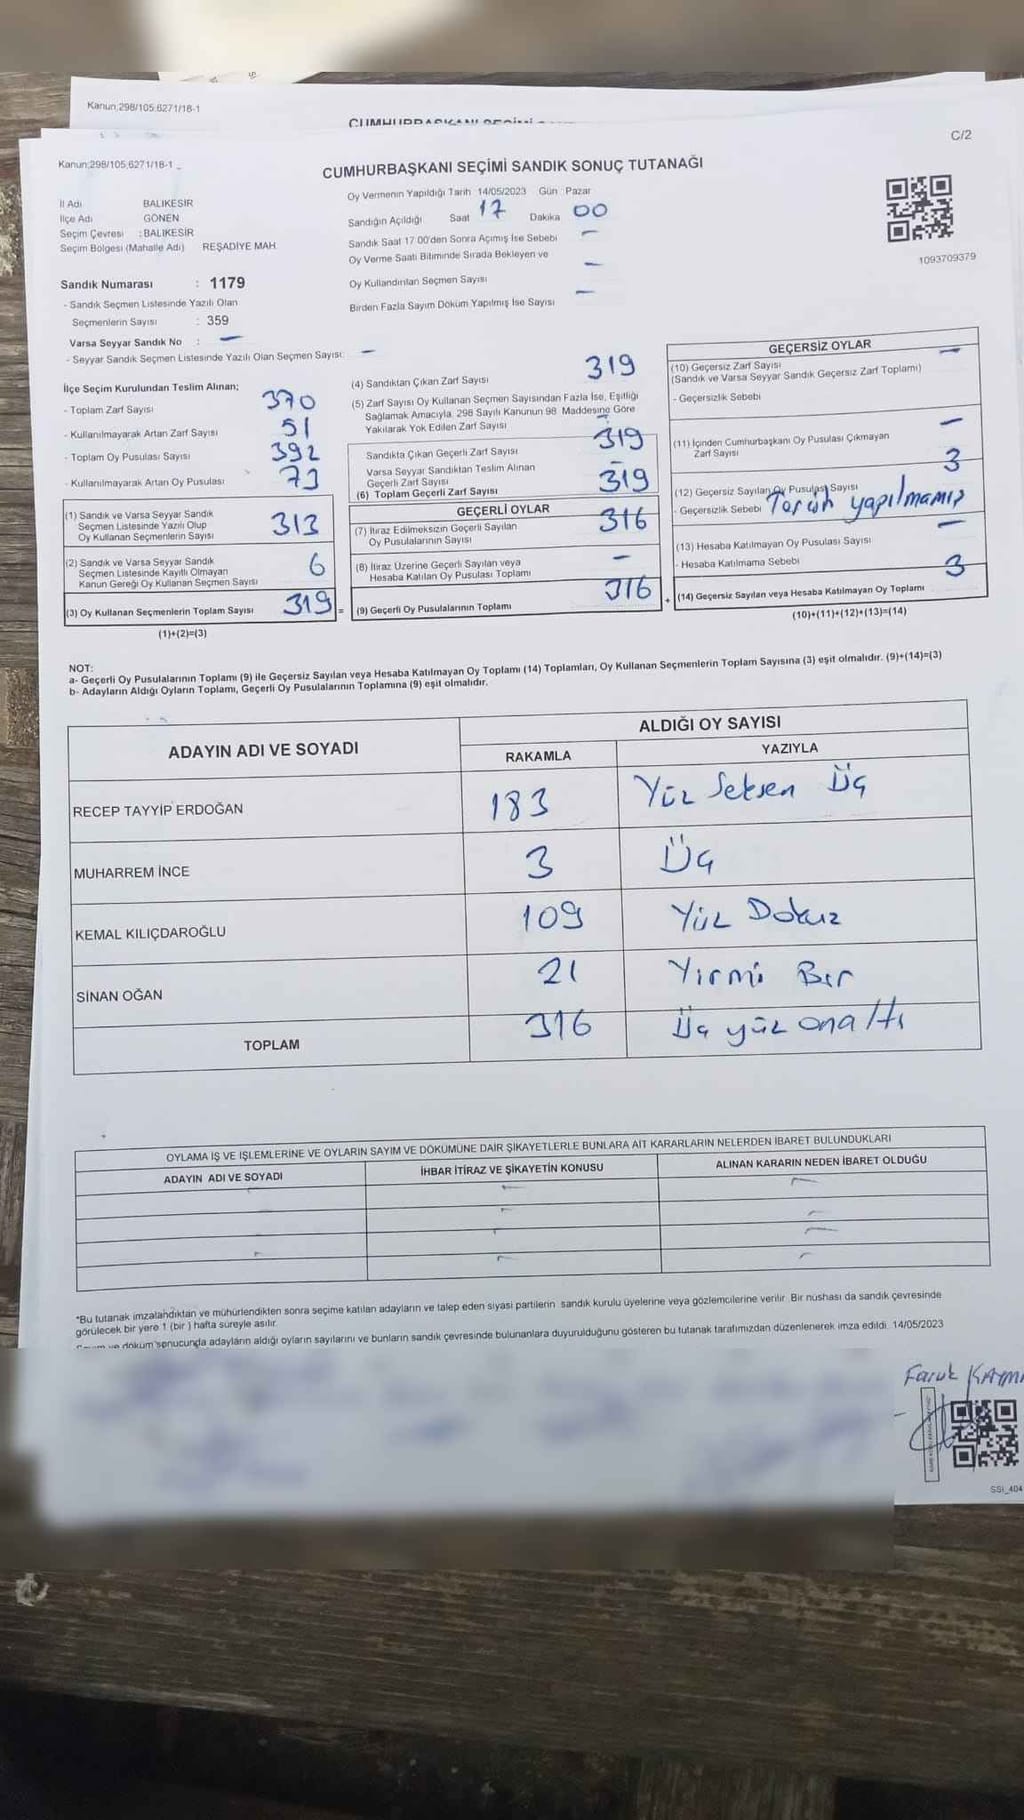 Kanun;298/105;6271/18-1
C/2
Kanun;298/105,6271/18-1
CUMHURBAŞKANI SEÇİMİ SANDIK SONUÇ TUTANAĞI
İl Adı BALIKESİR
İlçe Adı GÖNEN
Seçim Çevresi : BALIKESİR
Seçim Bölgesi (Mahalle Adı) REŞADİYE MAH.
Oy Vermenin Yapıldığı Tarih 14/05/2023 Gün : Pazar
Sandığın Açıldığı Saat 17 Dakika 00
Sandık Saat 17.00'den Sonra Açımış İse Sebebi —
Oy Verme Saati Bitiminde Sırada Bekleyen ve
Oy Kullandırılan Seçmen Sayısı —
Birden Fazla Sayım Döküm Yapılmış İse Sayısı —
1093709379
Sandık Numarası : 1179
- Sandık Seçmen Listesinde Yazılı Olan
Seçmenlerin Sayısı : 359
Varsa Seyyar Sandık No : —
- Seyyar Sandık Seçmen Listesinde Yazılı Olan Seçmen Sayısı: —
İlçe Seçim Kurulundan Teslim Alınan;
- Toplam Zarf Sayısı 370
- Kullanılmayarak Artan Zarf Sayısı 51
- Toplam Oy Pusulası Sayısı 392
- Kullanılmayarak Artan Oy Pusulası 73
(1) Sandık ve Varsa Seyyar Sandık
Seçmen Listesinde Yazılı Olup
Oy Kullanan Seçmenlerin Sayısı 313
(2) Sandık ve Varsa Seyyar Sandık
Seçmen Listesinde Kayıtlı Olmayan
Kanun Gereği Oy Kullanan Seçmen Sayısı 6
(3) Oy Kullanan Seçmenlerin Toplam Sayısı 319 =
(1)+(2)=(3)
(4) Sandıktan Çıkan Zarf Sayısı 319
(5) Zarf Sayısı Oy Kullanan Seçmen Sayısından Fazla İse, Eşitliği
Sağlamak Amacıyla, 298 Sayılı Kanunun 98. Maddesine Göre
Yakılarak Yok Edilen Zarf Sayısı —
Sandıkta Çıkan Geçerli Zarf Sayısı 319
Varsa Seyyar Sandıktan Teslim Alınan
Geçerli Zarf Sayısı —
(6) Toplam Geçerli Zarf Sayısı 319
GEÇERLİ OYLAR
(7) İtiraz Edilmeksizin Geçerli Sayılan
Oy Pusulalarının Sayısı 316
(8) İtiraz Üzerine Geçerli Sayılan veya
Hesaba Katılan Oy Pusulası Toplamı —
(9) Geçerli Oy Pusulalarının Toplamı 316 +
GEÇERSİZ OYLAR
(10) Geçersiz Zarf Sayısı —
(Sandık ve Varsa Seyyar Sandık Geçersiz Zarf Toplamı)
- Geçersizlik Sebebi
(11) İçinden Cumhurbaşkanı Oy Pusulası Çıkmayan —
Zarf Sayısı
(12) Geçersiz Sayılan Oy Pusulası Sayısı 3
- Geçersizlik Sebebi Tercih yapılmamış
(13) Hesaba Katılmayan Oy Pusulası Sayısı —
- Hesaba Katılmama Sebebi
(14) Geçersiz Sayılan veya Hesaba Katılmayan Oy Toplamı 3
(10)+(11)+(12)+(13)=(14)
NOT:
a- Geçerli Oy Pusulalarının Toplamı (9) ile Geçersiz Sayılan veya Hesaba Katılmayan Oy Toplamı (14) Toplamları, Oy Kullanan Seçmenlerin Toplam Sayısına (3) eşit olmalıdır. (9)+(14)=(3)
b- Adayların Aldığı Oyların Toplamı, Geçerli Oy Pusulalarının Toplamına (9) eşit olmalıdır.
ADAYIN ADI VE SOYADI ALDIĞI OY SAYISI
RAKAMLA YAZIYLA
RECEP TAYYİP ERDOĞAN 183 Yüz Seksen Üç
MUHARREM İNCE 3 Üç
KEMAL KILIÇDAROĞLU 109 Yüz Dokuz
SİNAN OĞAN 21 Yirmi Bir
TOPLAM 316 Üç yüz onaltı
OYLAMA İŞ VE İŞLEMLERİNE VE OYLARIN SAYIM VE DÖKÜMÜNE DAİR ŞİKAYETLERLE BUNLARA AİT KARARLARIN NELERDEN İBARET BULUNDUKLARI
ADAYIN ADI VE SOYADI İHBAR İTİRAZ VE ŞİKAYETİN KONUSU ALINAN KARARIN NEDEN İBARET OLDUĞU
*Bu tutanak imzalandıktan ve mühürlendikten sonra seçime katılan adayların ve talep eden siyasi partilerin sandık kurulu üyelerine veya gözlemcilerine verilir. Bir nüshası da sandık çevresinde
görülecek bir yere 1 (bir ) hafta süreyle asılır.
ve döküm sonucunda adayların aldığı oyların sayılarını ve bunların sandık çevresinde bulunanlara duyurulduğunu gösteren bu tutanak tarafımızdan düzenlenerek imza edildi. 14/05/2023
Faruk
SSI_404